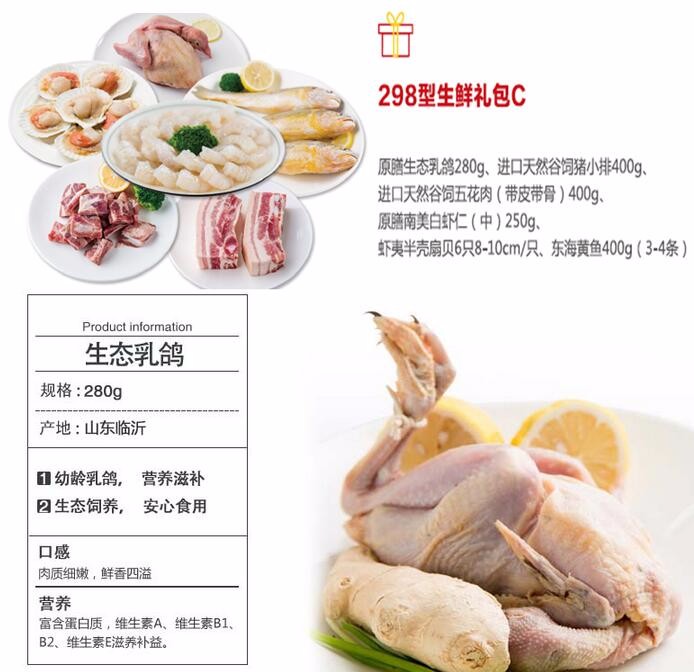 298型生鲜礼包C
原膳生态乳鸽280g、进口天然谷饲猪小排400g、
进口天然谷饲五花肉（带皮带骨）400g、
原膳南美白虾仁（中）250g、
虾夷半壳扇贝6只8-10cm/只、东海黄鱼400g（3-4条）
Product information
生态乳鸽
规格：280g
产地：山东临沂
1 幼龄乳鸽， 营养滋补
2 生态饲养， 安心食用
口感
肉质细嫩，鲜香四溢
营养
富含蛋白质，维生素A、维生素B1、
B2、维生素E滋养补益。